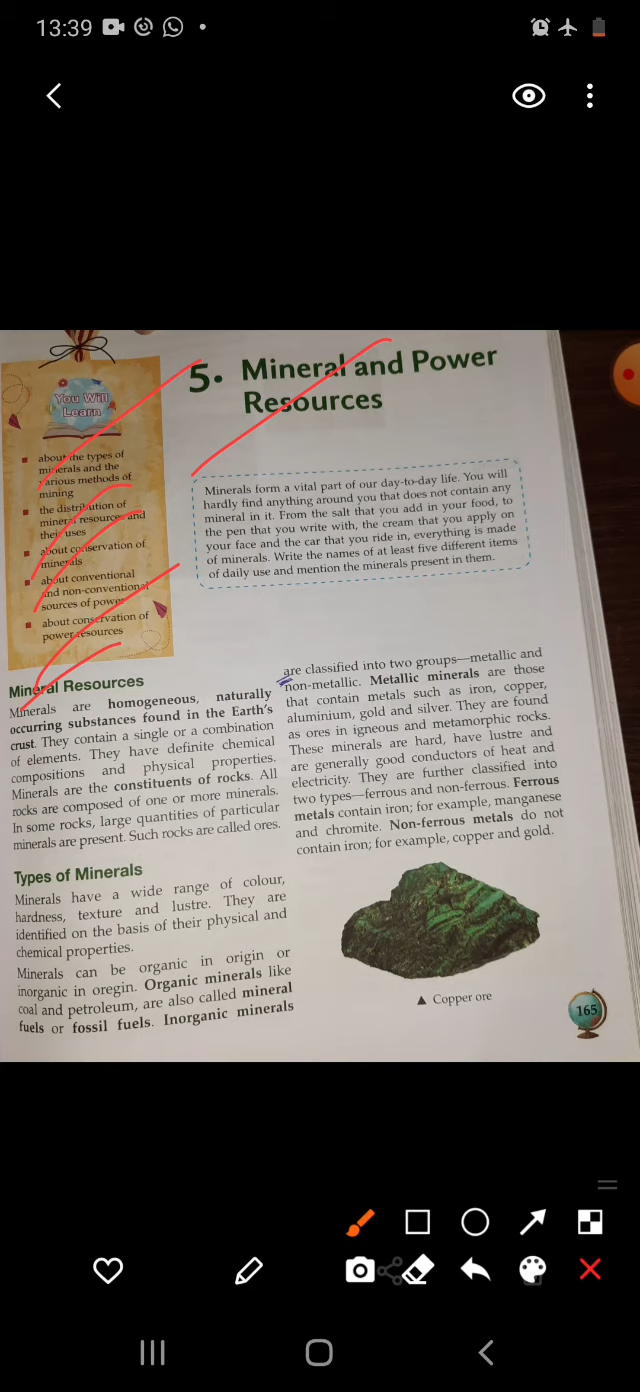 13:39
5. Mineral and Power
Resources
You Will
Learn
about the types of
minerals and the
various methods of
mining
the distribution of
mineral resources and
their uses
about conservation of
minerals
about conventional
and non-conventional
sources of power
about conservation of
power resources
Minerals form a vital part of our day-to-day life. You will
hardly find anything around you that does not contain any
mineral in it. From the salt that you add in your food, to
the pen that you write with, the cream that you apply on
your face and the car that you ride in, everything is made
of minerals. Write the names of at least five different items
of daily use and mention the minerals present in them.
Mineral Resources
Minerals are homogeneous, naturally
occurring substances found in the Earth's
crust. They contain a single or a combination
of elements. They have definite chemical
compositions and physical properties.
Minerals are the constituents of rocks. All
rocks are composed of one or more minerals.
In some rocks, large quantities of particular
minerals are present. Such rocks are called ores.
Types of Minerals
Minerals have a wide range of colour,
hardness, texture and lustre. They are
identified on the basis of their physical and
chemical properties.
Minerals can be organic in origin or
inorganic in oregin. Organic minerals like
coal and petroleum, are also called mineral
fuels or fossil fuels. Inorganic minerals
are classified into two groups—metallic and
non-metallic. Metallic minerals are those
that contain metals such as iron, copper,
aluminium, gold and silver. They are found
as ores in igneous and metamorphic rocks.
These minerals are hard, have lustre and
are generally good conductors of heat and
electricity. They are further classified into
two types—ferrous and non-ferrous. Ferrous
metals contain iron; for example, manganese
and chromite. Non-ferrous metals do not
contain iron; for example, copper and gold.
▲ Copper ore
165